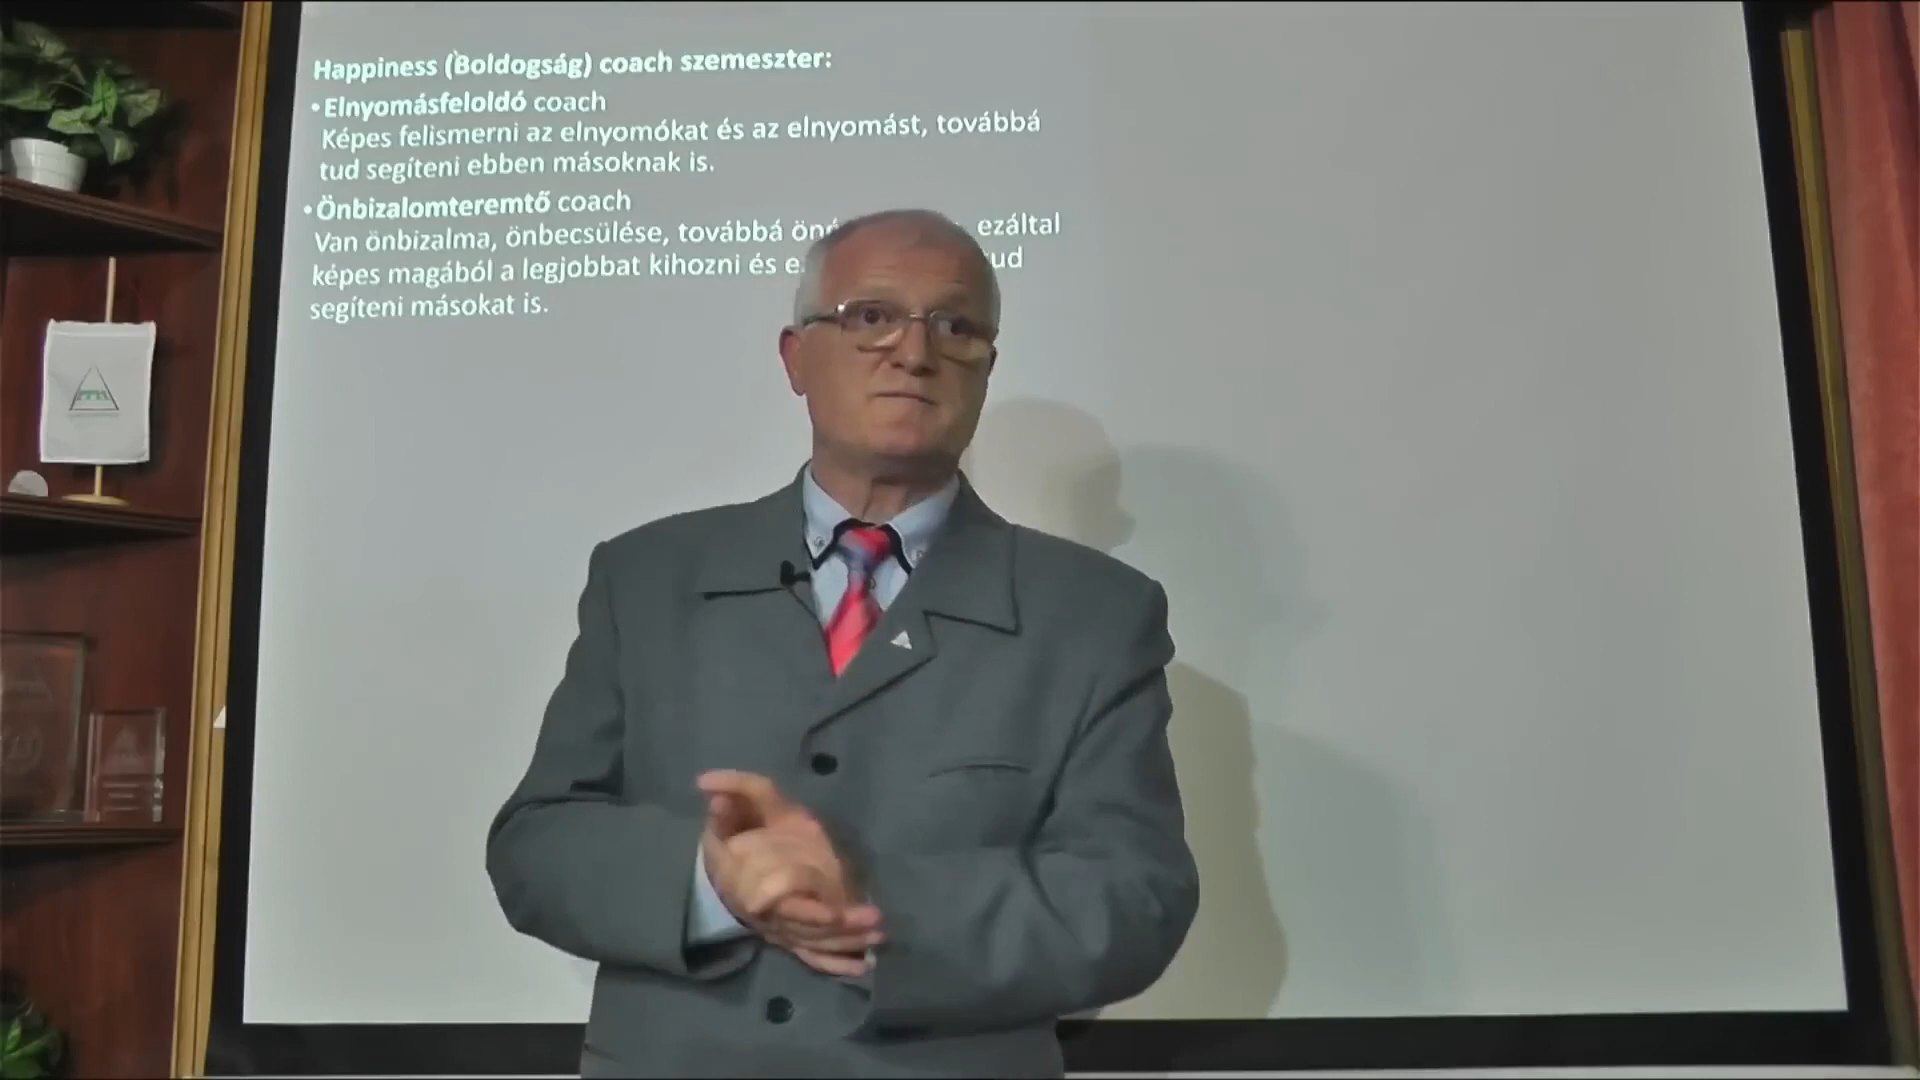 Happiness (Boldogság) coach szemeszter:
• Elnyomásfeloldó coach
Képes felismerni az elnyomókat és az elnyomást, továbbá
tud segíteni ebben másoknak is.
• Önbizalomteremtő coach
Van önbizalma, önbecsülése, továbbá ezáltal
képes magából a legjobbat kihozni és tud
segíteni másokat is.